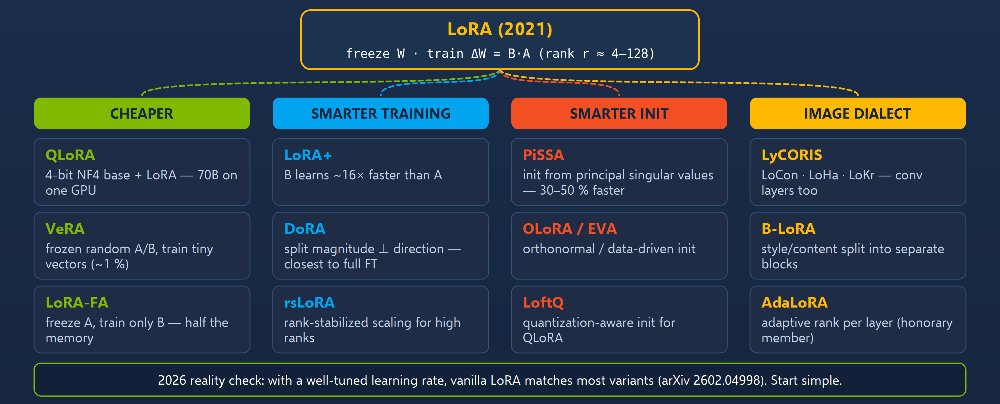 LoRA (2021)
freeze W · train ΔW = B·A (rank r ≈ 4–128)
CHEAPER
QLoRA
4-bit NF4 base + LoRA — 70B on
one GPU
VeRA
frozen random A/B, train tiny
vectors (~1 %)
LoRA-FA
freeze A, train only B — half the
memory
SMARTER TRAINING
LoRA+
B learns ~16× faster than A
DoRA
split magnitude ⊥ direction —
closest to full FT
rsLoRA
rank-stabilized scaling for high
ranks
SMARTER INIT
PiSSA
init from principal singular values
— 30–50 % faster
OLoRA / EVA
orthonormal / data-driven init
LoftQ
quantization-aware init for
QLoRA
IMAGE DIALECT
LyCORIS
LoCon · LoHa · LoKr — conv
layers too
B-LoRA
style/content split into separate
blocks
AdaLoRA
adaptive rank per layer (honorary
member)
2026 reality check: with a well-tuned learning rate, vanilla LoRA matches most variants (arXiv 2602.04998). Start simple.